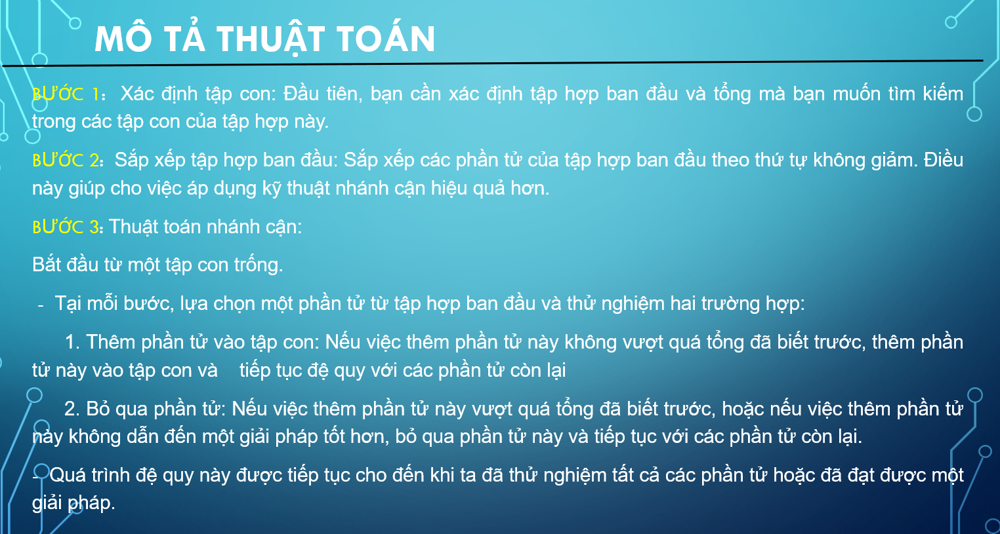 MÔ TẢ THUẬT TOÁN
BƯỚC 1: Xác định tập con: Đầu tiên, bạn cần xác định tập hợp ban đầu và tổng mà bạn muốn tìm kiếm
trong các tập con của tập hợp này.
BƯỚC 2: Sắp xếp tập hợp ban đầu: Sắp xếp các phần tử của tập hợp ban đầu theo thứ tự không giảm. Điều
này giúp cho việc áp dụng kỹ thuật nhánh cận hiệu quả hơn.
BƯỚC 3: Thuật toán nhánh cận:
Bắt đầu từ một tập con trống.
- Tại mỗi bước, lựa chọn một phần tử từ tập hợp ban đầu và thử nghiệm hai trường hợp:
1. Thêm phần tử vào tập con: Nếu việc thêm phần tử này không vượt quá tổng đã biết trước, thêm phần
tử này vào tập con và tiếp tục đệ quy với các phần tử còn lại
2. Bỏ qua phần tử: Nếu việc thêm phần tử này vượt quá tổng đã biết trước, hoặc nếu việc thêm phần tử
này không dẫn đến một giải pháp tốt hơn, bỏ qua phần tử này và tiếp tục với các phần tử còn lại.
- Quá trình đệ quy này được tiếp tục cho đến khi ta đã thử nghiệm tất cả các phần tử hoặc đã đạt được một
giải pháp.